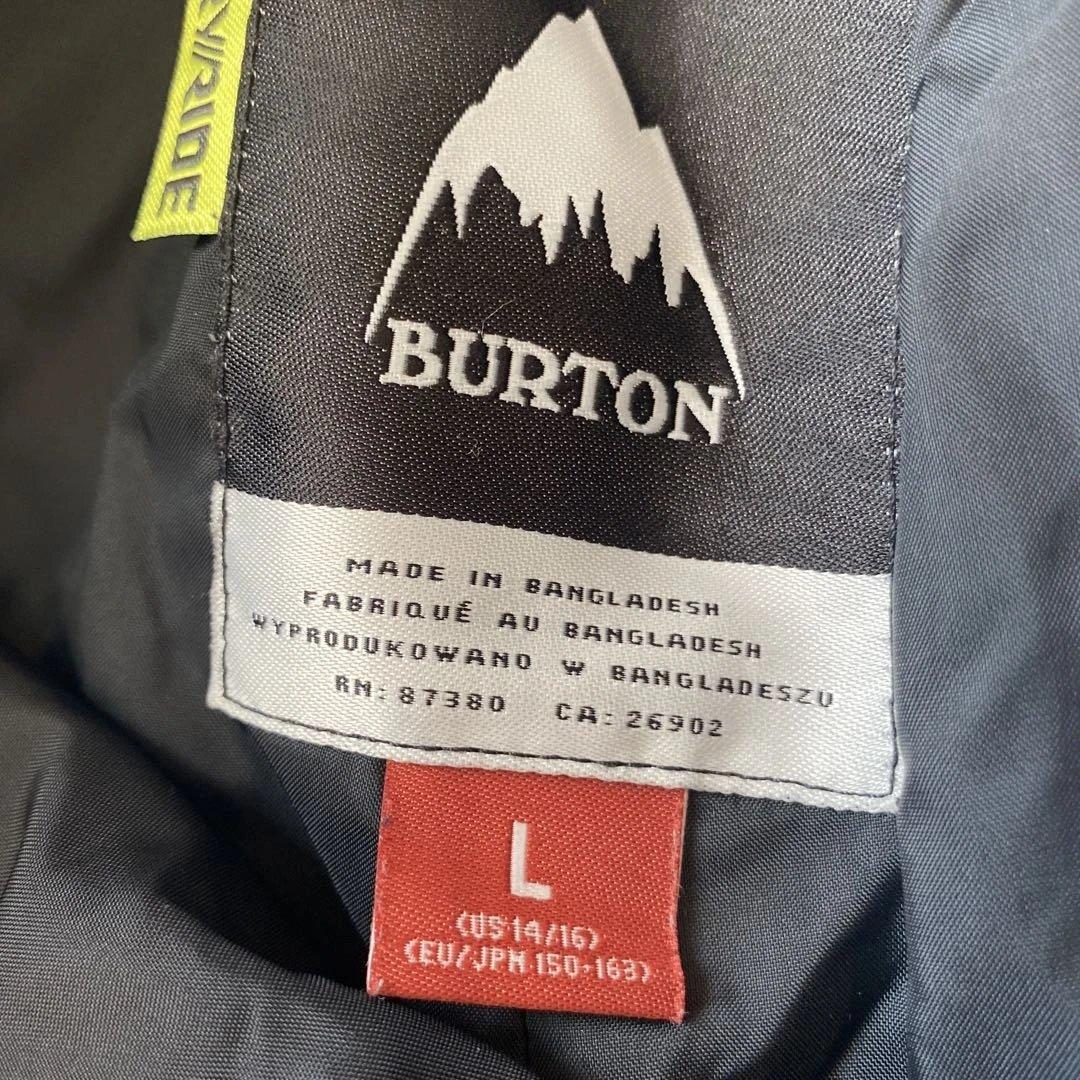 RIDE
BURTON
MADE IN BANGLADESH
FABRIQUÉ AU BANGLADESH
WYPRODUKOWANO W BANGLADESZU
RN: 87380 CA: 26902
L
(US 14/16)
(EU/JPN 150-163)